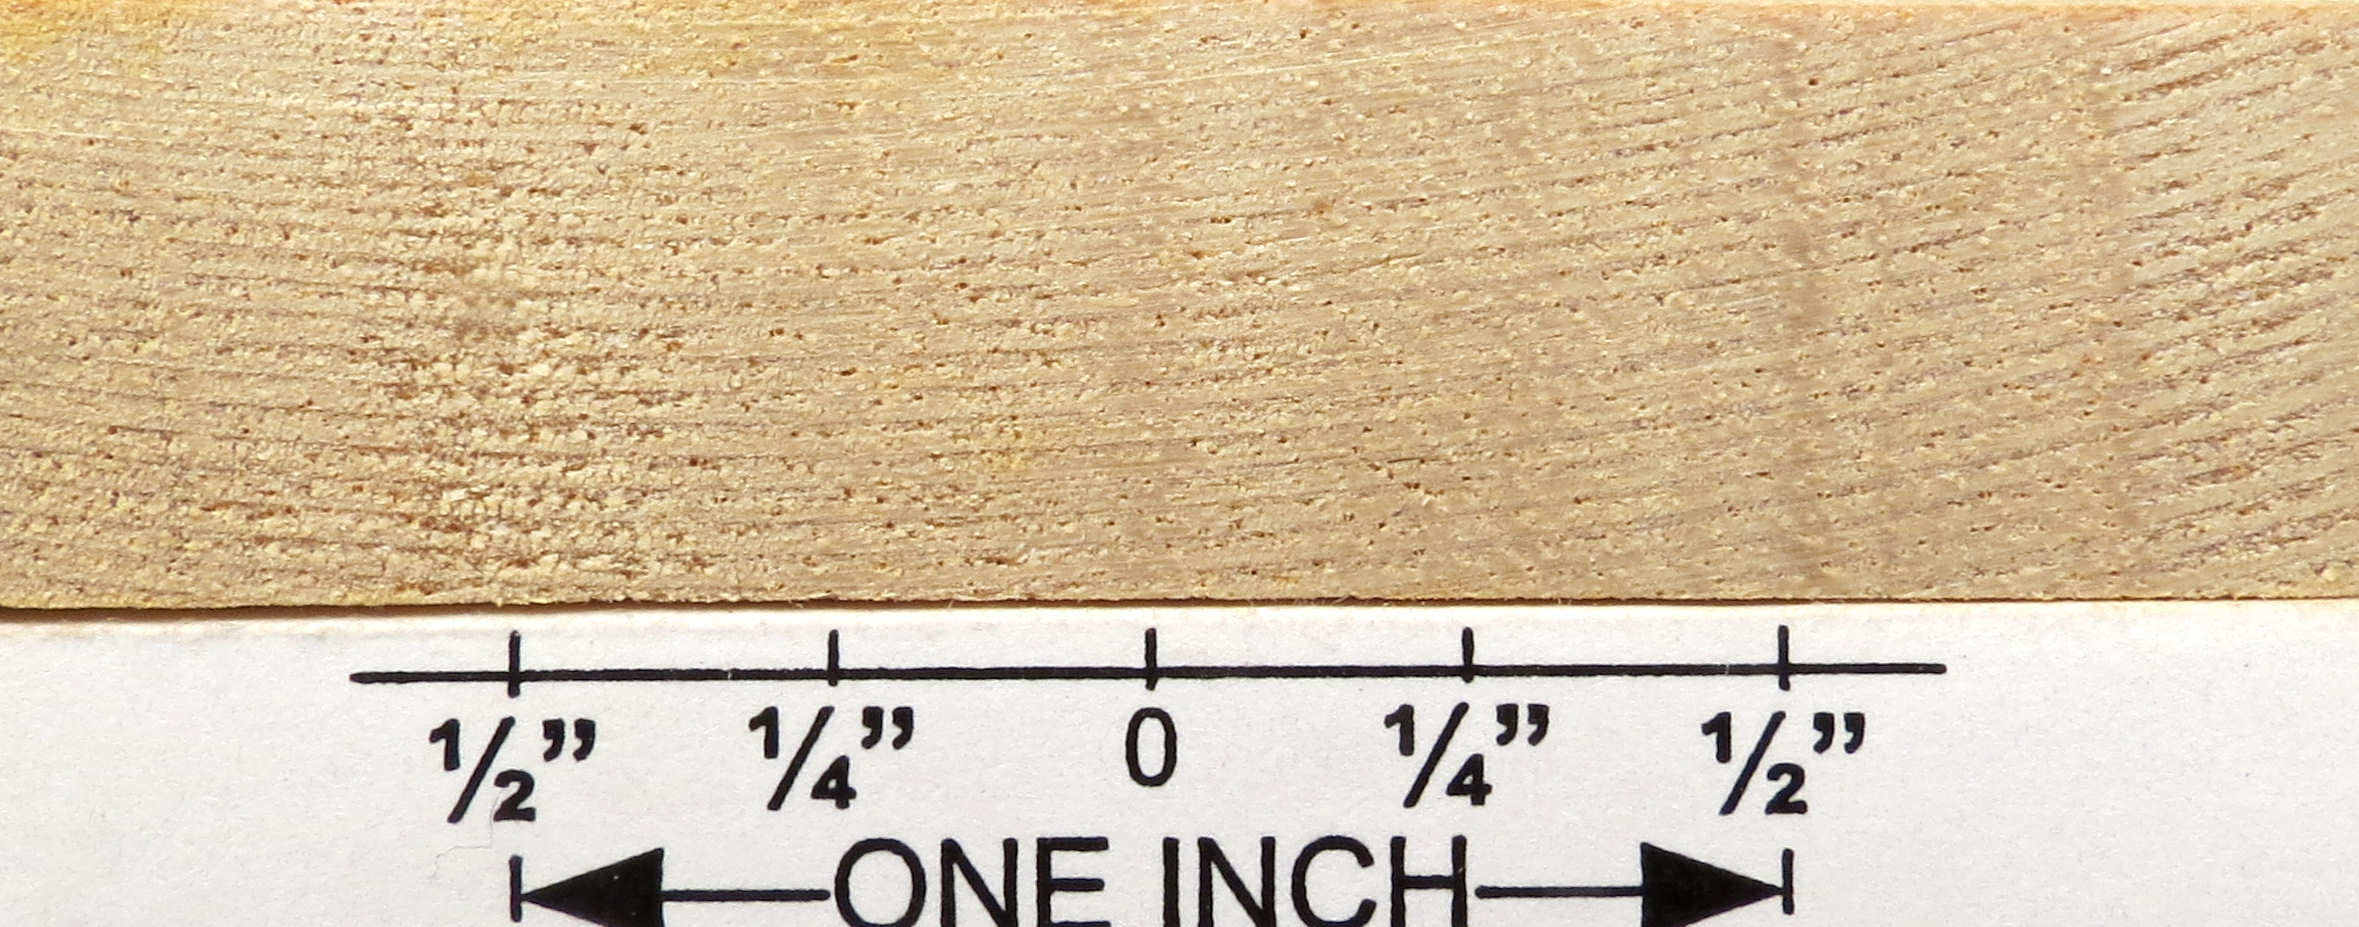 1/2” 1/4” 0 1/4” 1/2”
ONE INCH